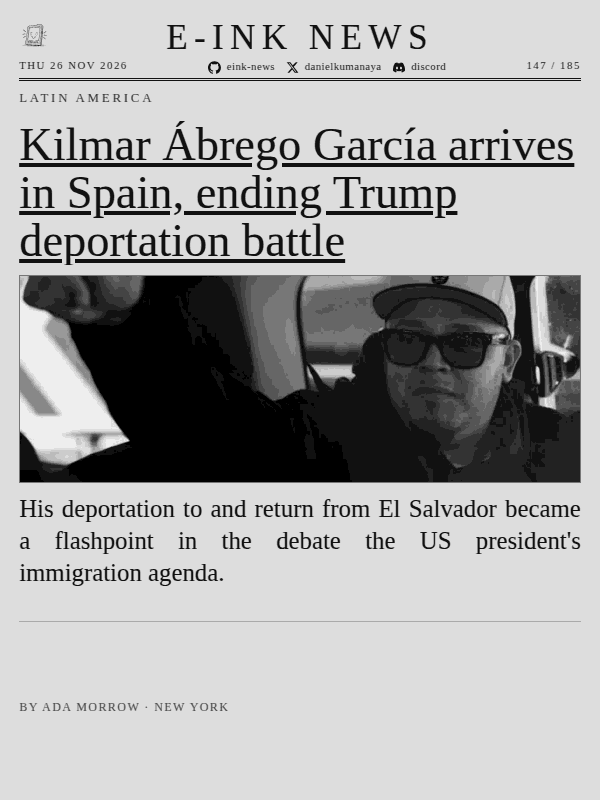 E-INK NEWS
THU 26 NOV 2026
eink-news danielkumanaya discord
147 / 185
LATIN AMERICA
Kilmar Ábrego García arrives
in Spain, ending Trump
deportation battle
His deportation to and return from El Salvador became
a flashpoint in the debate the US president's
immigration agenda.
BY ADA MORROW · NEW YORK